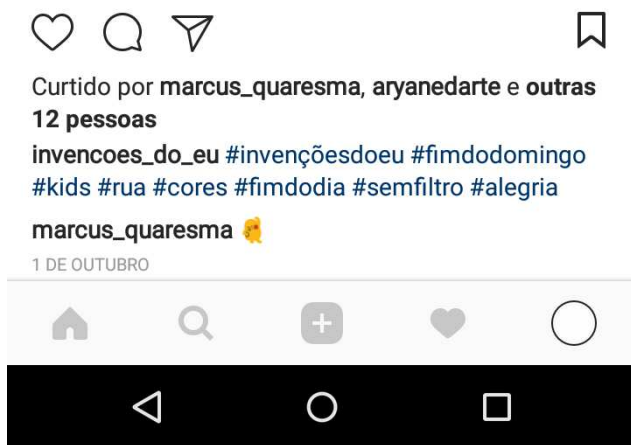 Curtido por marcus_quaresma, aryanedarte e outras
12 pessoas
invencoes_do_eu #invençõesdoeu #fimdodomingo
#kids #rua #cores #fimdodia #semfiltro #alegria
marcus_quaresma
1 DE OUTUBRO